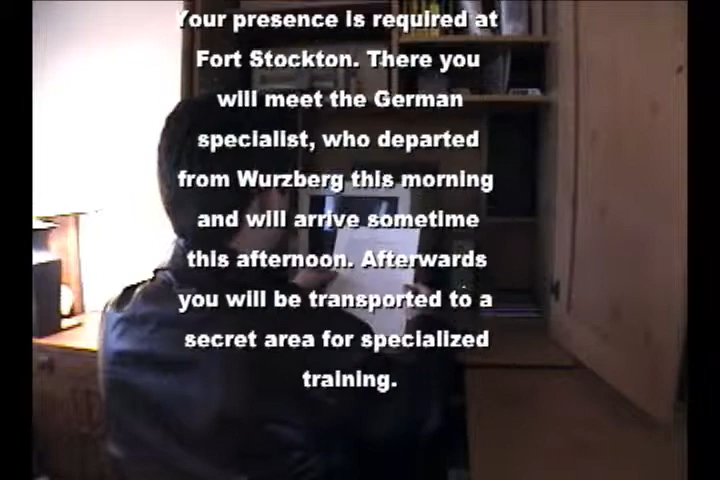 Your presence is required at
Fort Stockton. There you
will meet the German
specialist, who departed
from Wurzberg this morning
and will arrive sometime
this afternoon. Afterwards
you will be transported to a
secret area for specialized
training.